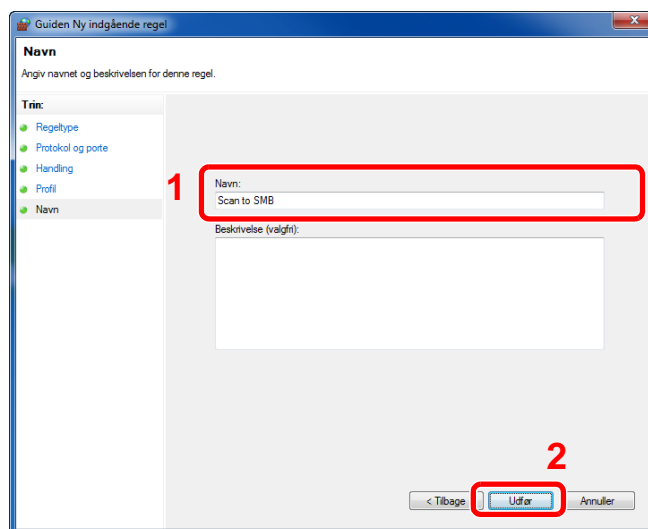 Guiden Ny indgående regel
Navn
Angiv navnet og beskrivelsen for denne regel.
Trin:
Regeltype
Protokol og porte
Handling
Profil
Navn
1
Navn:
Scan to SMB
Beskrivelse (valgfri):
2
< Tilbage
Udfør
Annuller